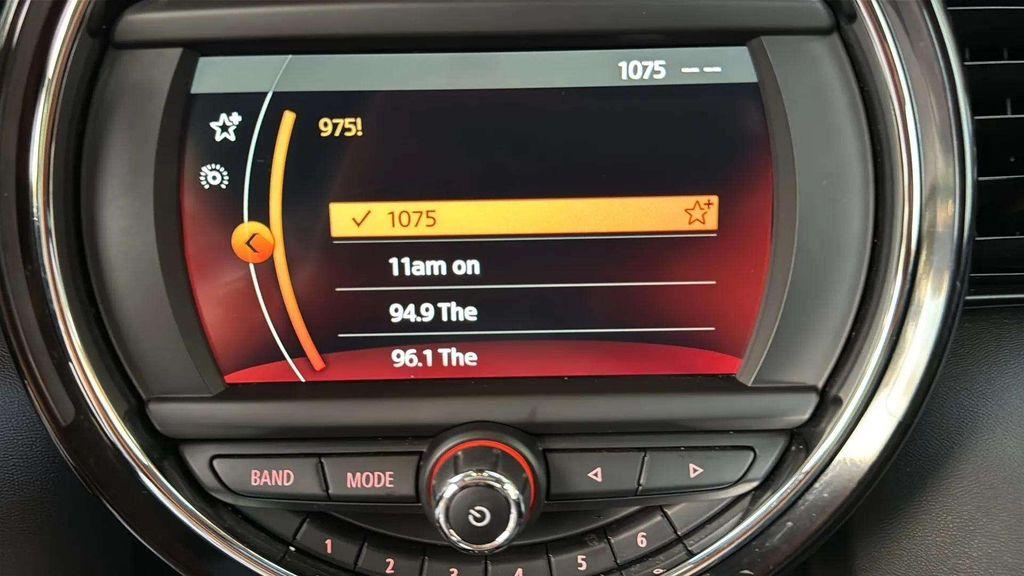 1075 -- --
975!
1075
11am on
94.9 The
96.1 The
BAND
MODE
1
2
3
4
5
6